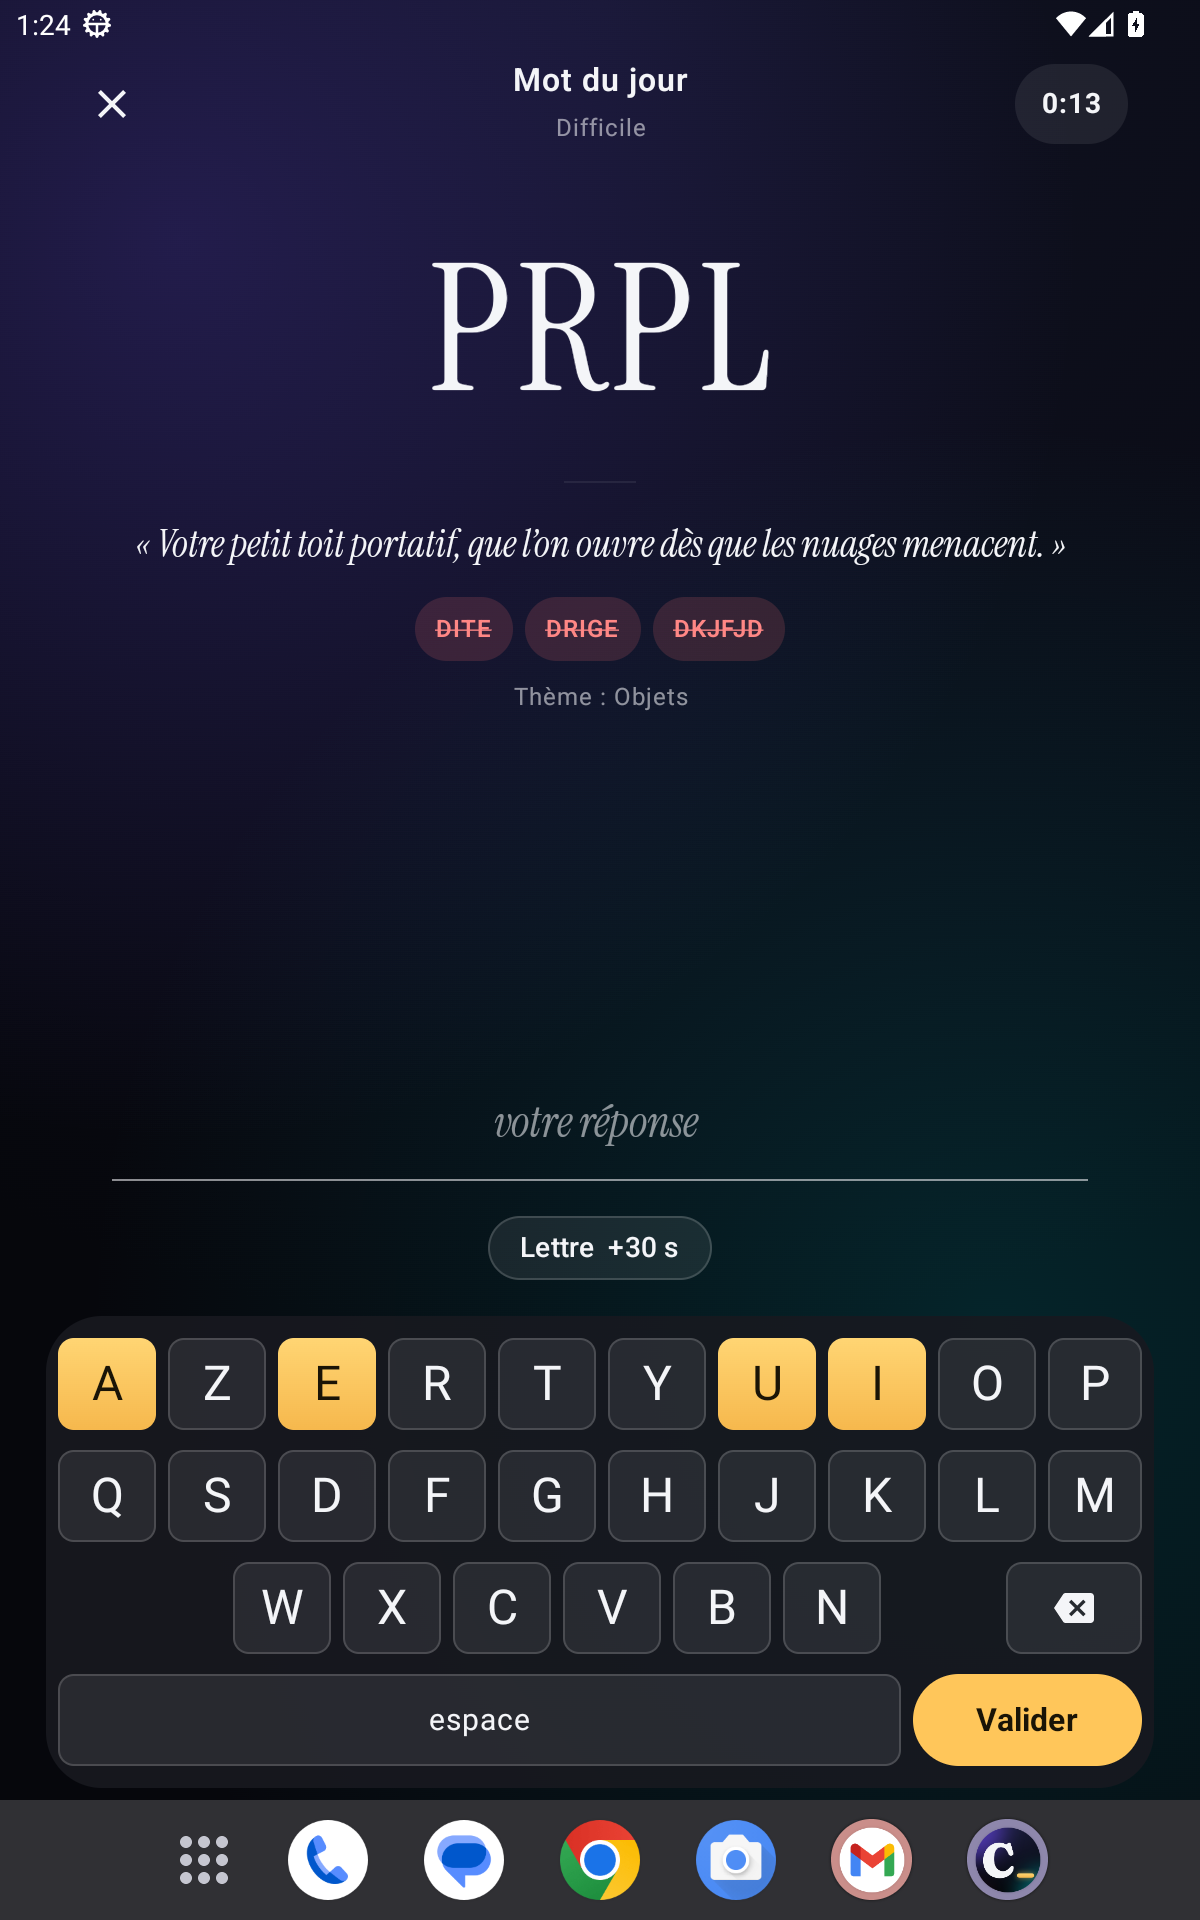 1:24
Mot du jour
Difficile
0:13
PRPL
« Votre petit toit portatif, que l'on ouvre dès que les nuages menacent. »
DITE DRIGE DKJFJD
Thème : Objets
votre réponse
Lettre +30 s
A Z E R T Y U I O P
Q S D F G H J K L M
W X C V B N
espace Valider
C_